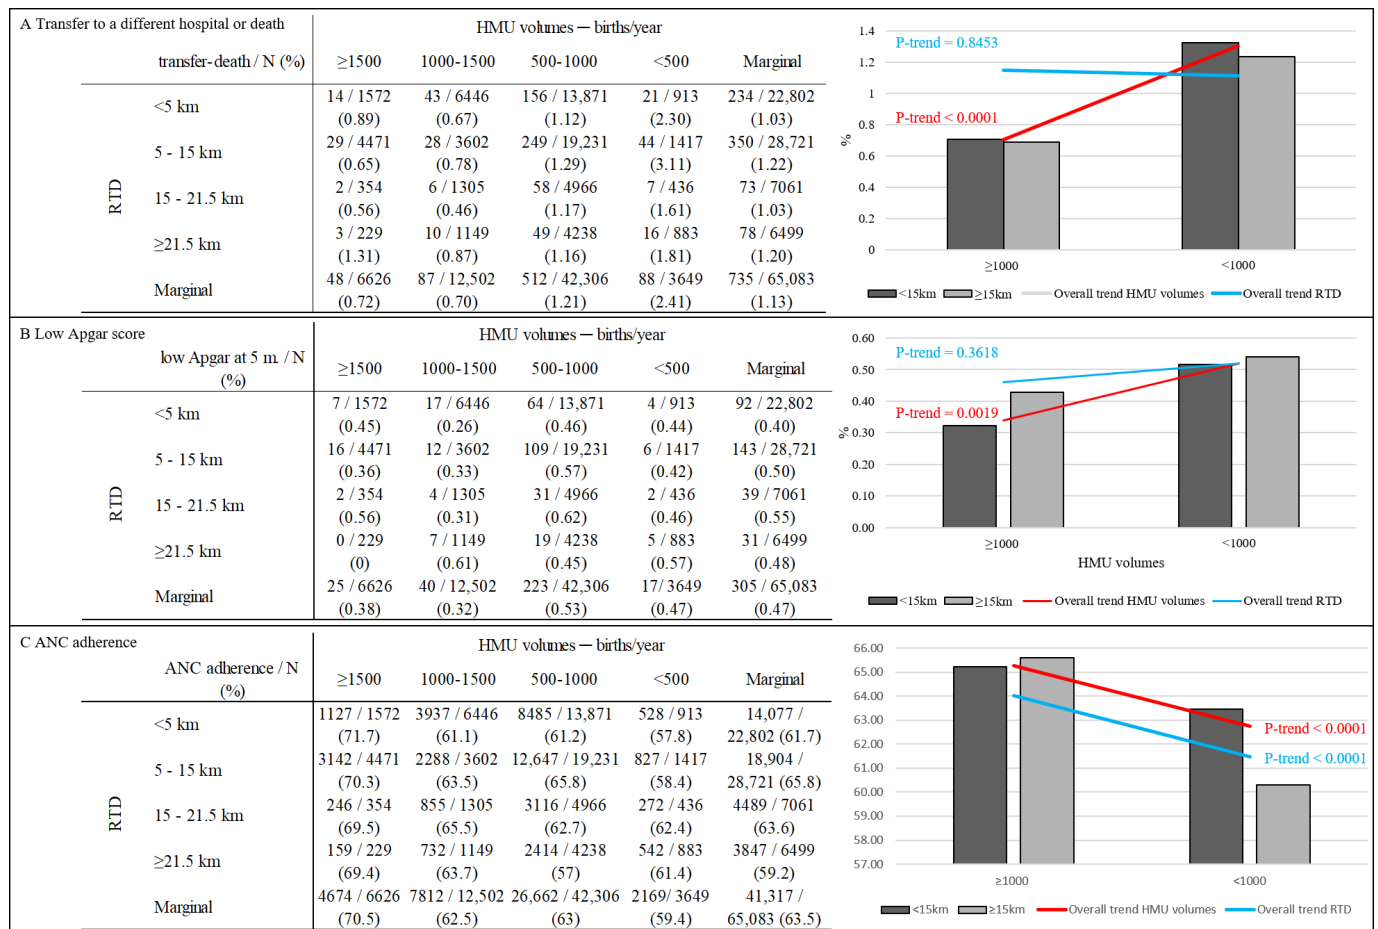 A Transfer to a different hospital or death
HMU volumes — births/year
transfer-death / N (%) ≥1500 1000-1500 500-1000 <500 Marginal
<5 km 14 / 1572 43 / 6446 156 / 13,871 21 / 913 234 / 22,802
(0.89) (0.67) (1.12) (2.30) (1.03)
5 - 15 km 29 / 4471 28 / 3602 249 / 19,231 44 / 1417 350 / 28,721
(0.65) (0.78) (1.29) (3.11) (1.22)
RTD
15 - 21.5 km 2 / 354 6 / 1305 58 / 4966 7 / 436 73 / 7061
(0.56) (0.46) (1.17) (1.61) (1.03)
≥21.5 km 3 / 229 10 / 1149 49 / 4238 16 / 883 78 / 6499
(1.31) (0.87) (1.16) (1.81) (1.20)
Marginal 48 / 6626 87 / 12,502 512 / 42,306 88 / 3649 735 / 65,083
(0.72) (0.70) (1.21) (2.41) (1.13)
1.4
1.2
1
0.8
0.6
0.4
0.2
0
%
P-trend = 0.8453
P-trend < 0.0001
≥1000 <1000
<15km ≥15km Overall trend HMU volumes Overall trend RTD
B Low Apgar score
HMU volumes — births/year
low Apgar at 5 m. / N
(%)
≥1500 1000-1500 500-1000 <500 Marginal
<5 km 7 / 1572 17 / 6446 64 / 13,871 4 / 913 92 / 22,802
(0.45) (0.26) (0.46) (0.44) (0.40)
5 - 15 km 16 / 4471 12 / 3602 109 / 19,231 6 / 1417 143 / 28,721
(0.36) (0.33) (0.57) (0.42) (0.50)
RTD
15 - 21.5 km 2 / 354 4 / 1305 31 / 4966 2 / 436 39 / 7061
(0.56) (0.31) (0.62) (0.46) (0.55)
≥21.5 km 0 / 229 7 / 1149 19 / 4238 5 / 883 31 / 6499
(0) (0.61) (0.45) (0.57) (0.48)
Marginal 25 / 6626 40 / 12,502 223 / 42,306 17/ 3649 305 / 65,083
(0.38) (0.32) (0.53) (0.47) (0.47)
0.60
0.50
0.40
0.30
0.20
0.10
0.00
%
P-trend = 0.3618
P-trend = 0.0019
≥1000 <1000
HMU volumes
<15km ≥15km Overall trend HMU volumes Overall trend RTD
C ANC adherence
HMU volumes — births/year
ANC adherence / N
(%)
≥1500 1000-1500 500-1000 <500 Marginal
<5 km 1127 / 1572 3937 / 6446 8485 / 13,871 528 / 913 14,077 /
(71.7) (61.1) (61.2) (57.8) 22,802 (61.7)
5 - 15 km 3142 / 4471 2288 / 3602 12,647 / 19,231 827 / 1417 18,904 /
(70.3) (63.5) (65.8) (58.4) 28,721 (65.8)
RTD
15 - 21.5 km 246 / 354 855 / 1305 3116 / 4966 272 / 436 4489 / 7061
(69.5) (65.5) (62.7) (62.4) (63.6)
≥21.5 km 159 / 229 732 / 1149 2414 / 4238 542 / 883 3847 / 6499
(69.4) (63.7) (57) (61.4) (59.2)
Marginal 4674 / 6626 7812 / 12,502 26,662 / 42,306 2169/ 3649 41,317 /
(70.5) (62.5) (63) (59.4) 65,083 (63.5)
66.00
65.00
64.00
63.00
62.00
61.00
60.00
59.00
58.00
57.00
P-trend < 0.0001
P-trend < 0.0001
≥1000 <1000
<15km ≥15km Overall trend HMU volumes Overall trend RTD